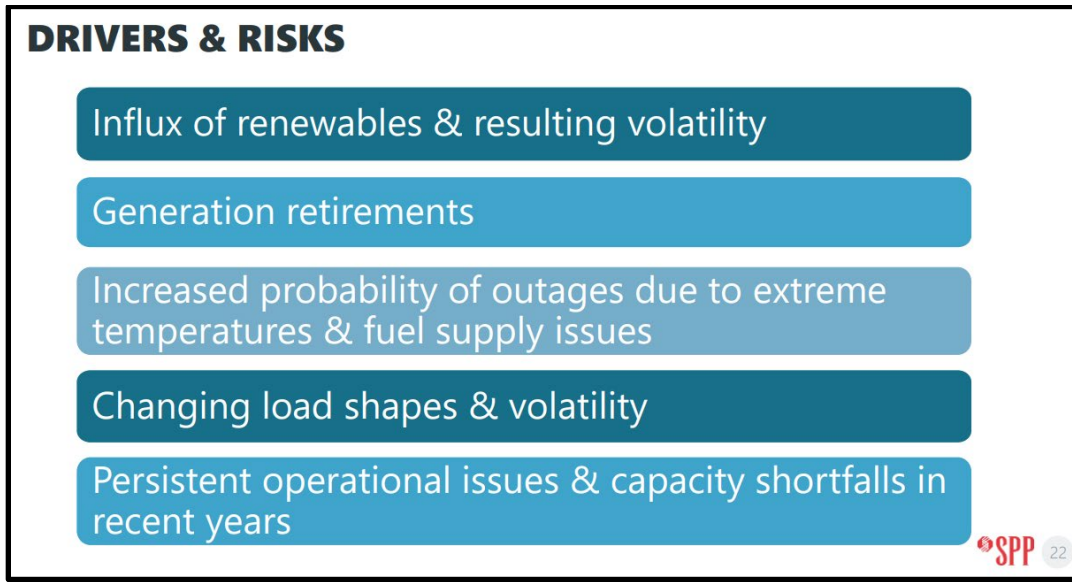 DRIVERS & RISKS
Influx of renewables & resulting volatility
Generation retirements
Increased probability of outages due to extreme
temperatures & fuel supply issues
Changing load shapes & volatility
Persistent operational issues & capacity shortfalls in
recent years
SPP 22